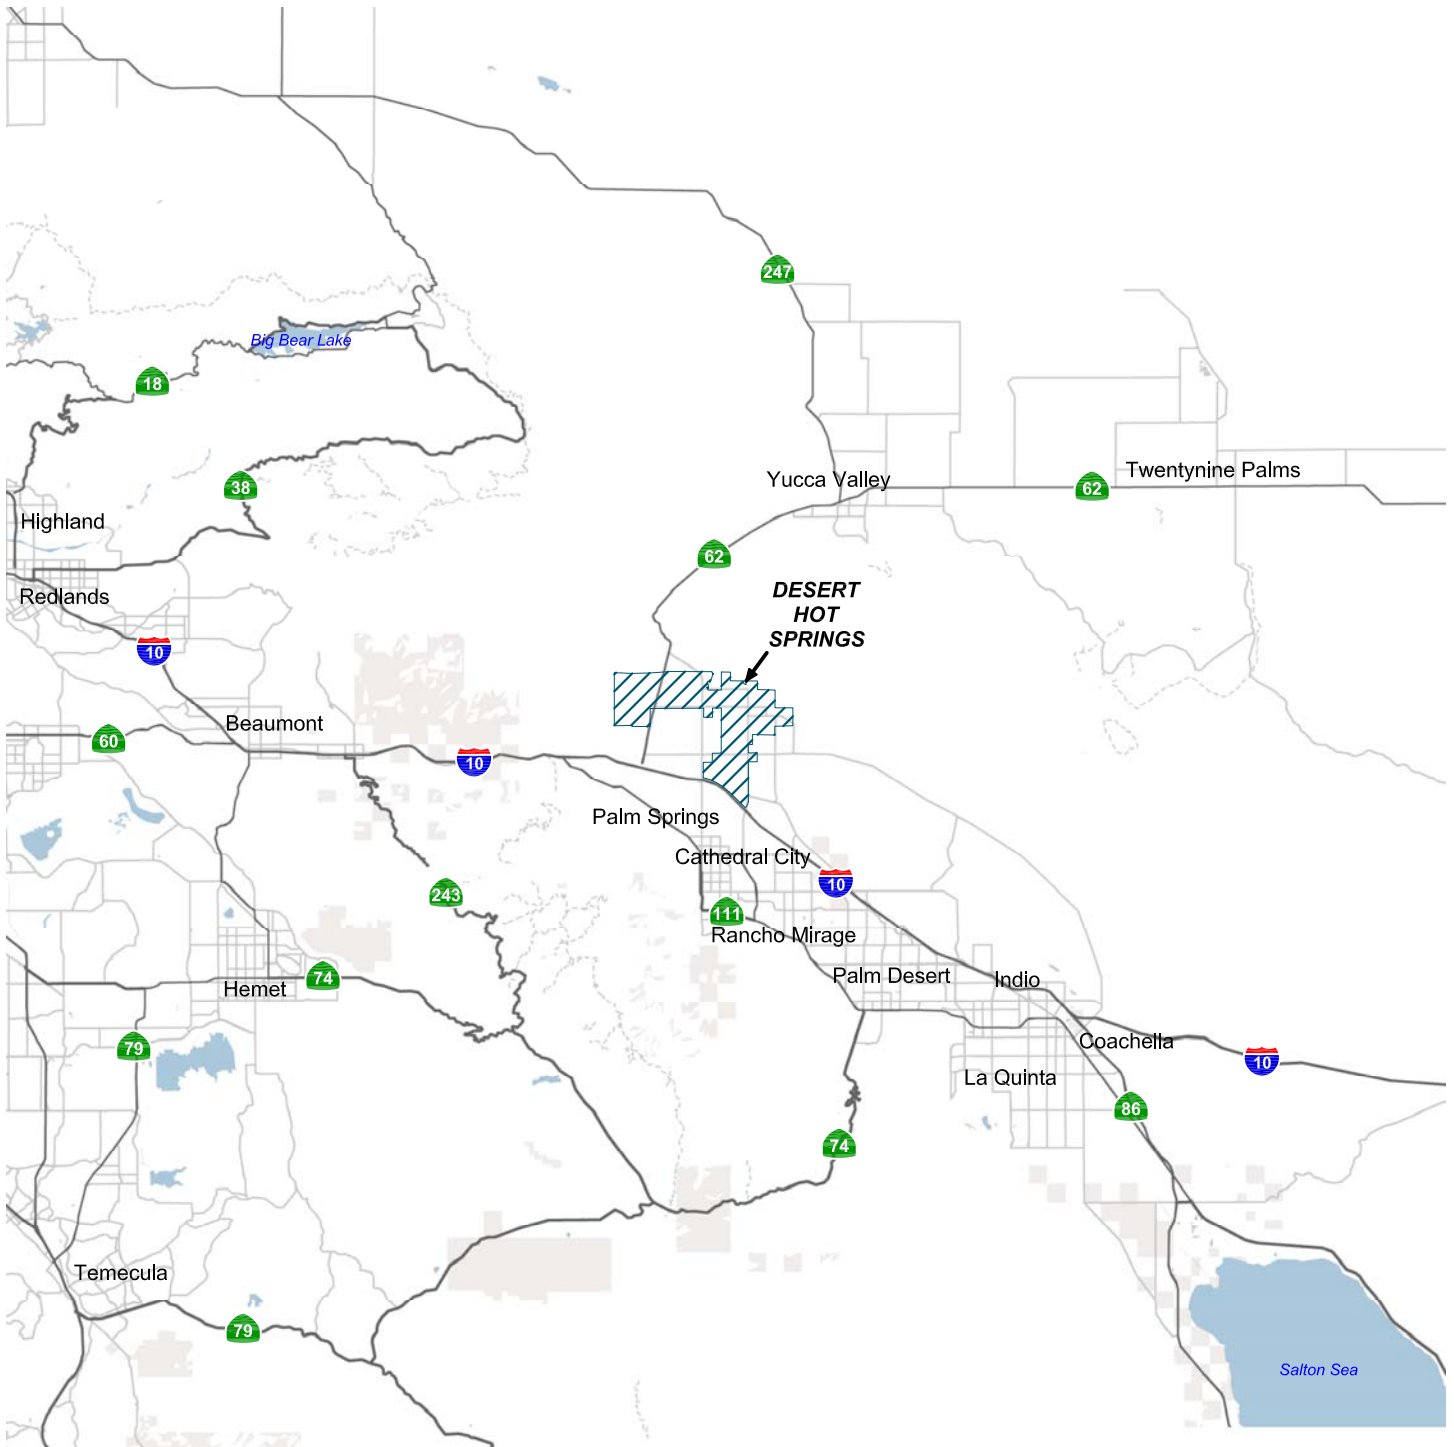 247
Big Bear Lake
18
Twentynine Palms
Yucca Valley
38
62
Highland
62
DESERT
HOT
SPRINGS
Redlands
10
Beaumont
60
10
Palm Springs
Cathedral City
10
243
111
Rancho Mirage
Palm Desert
Indio
74
Hemet
79
Coachella
10
La Quinta
86
74
Temecula
79
Salton Sea